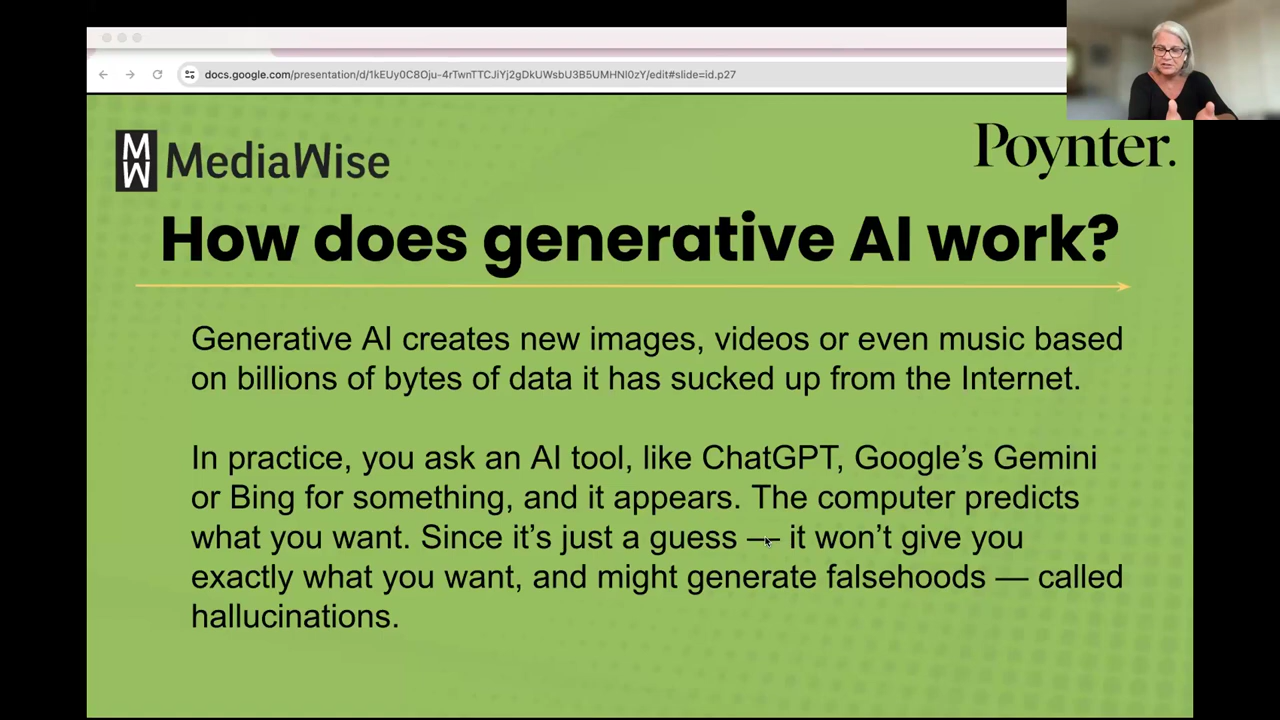 docs.google.com/presentation/d/1kEUy0C8Oju-4rTwnTTCJiYj2gDkUWsbU3B5UMHNI0zY/edit#slide=id.p27
MW MediaWise
Poynter.
How does generative AI work?
Generative AI creates new images, videos or even music based
on billions of bytes of data it has sucked up from the Internet.
In practice, you ask an AI tool, like ChatGPT, Google’s Gemini
or Bing for something, and it appears. The computer predicts
what you want. Since it’s just a guess — it won’t give you
exactly what you want, and might generate falsehoods — called
hallucinations.